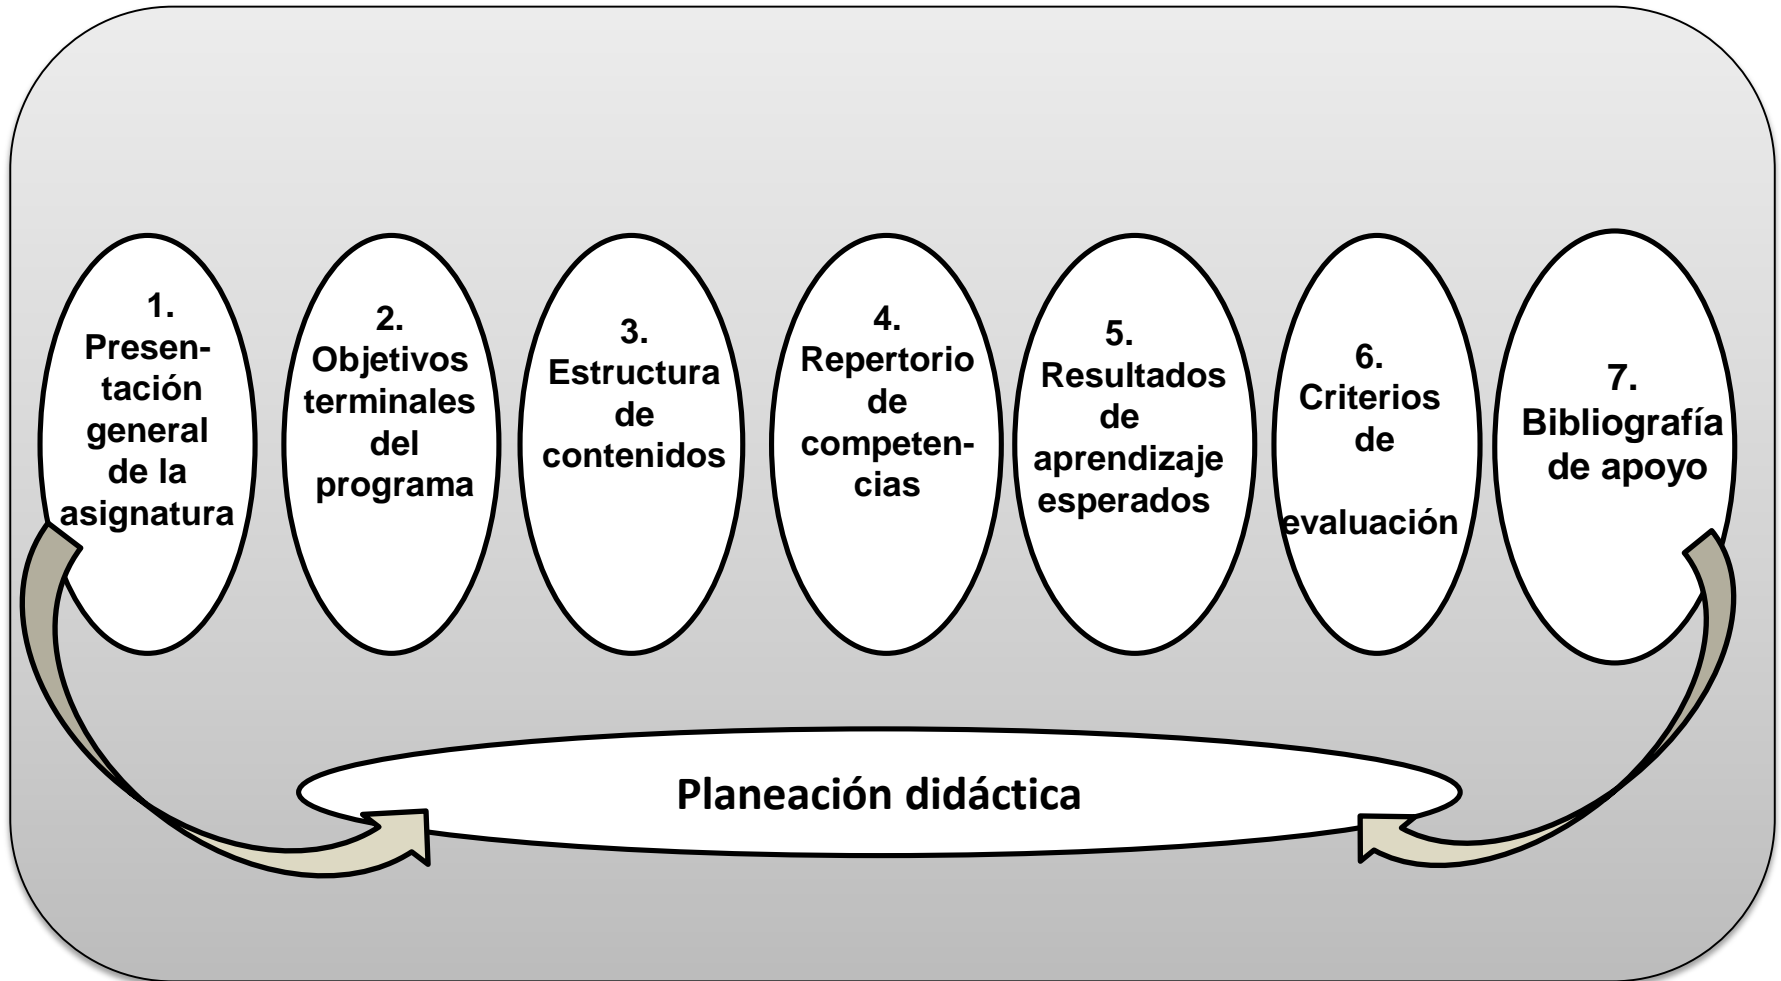 1.
Presen-
tación
general
de la
asignatura
2.
Objetivos
terminales
del
programa
3.
Estructura
de
contenidos
4.
Repertorio
de
competen-
cias
5.
Resultados
de
aprendizaje
esperados
6.
Criterios
de
evaluación
7.
Bibliografía
de apoyo
Planeación didáctica